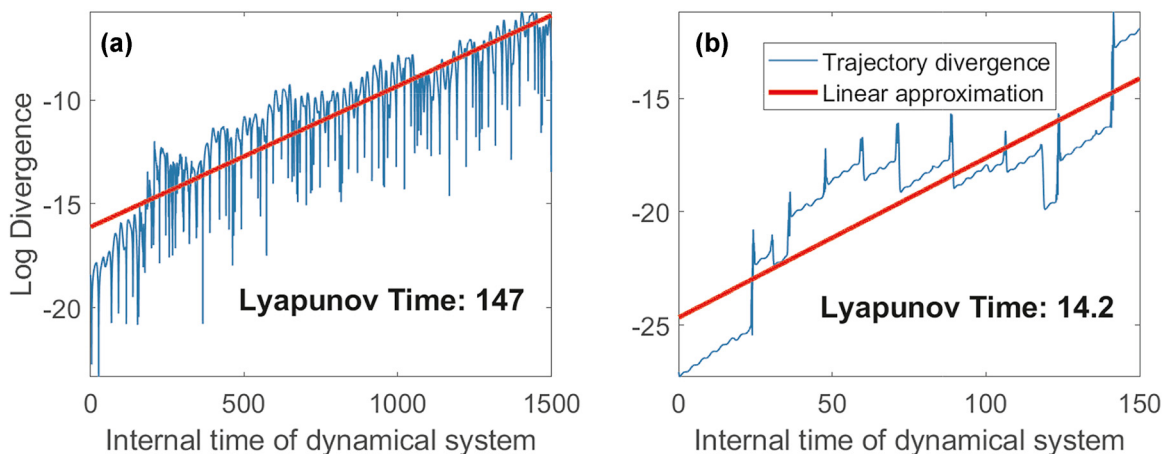 (a)
Log Divergence
-10
-15
-20
Lyapunov Time: 147
0
500
1000
1500
Internal time of dynamical system
(b)
Trajectory divergence
Linear approximation
-15
-20
-25
Lyapunov Time: 14.2
0
50
100
150
Internal time of dynamical system